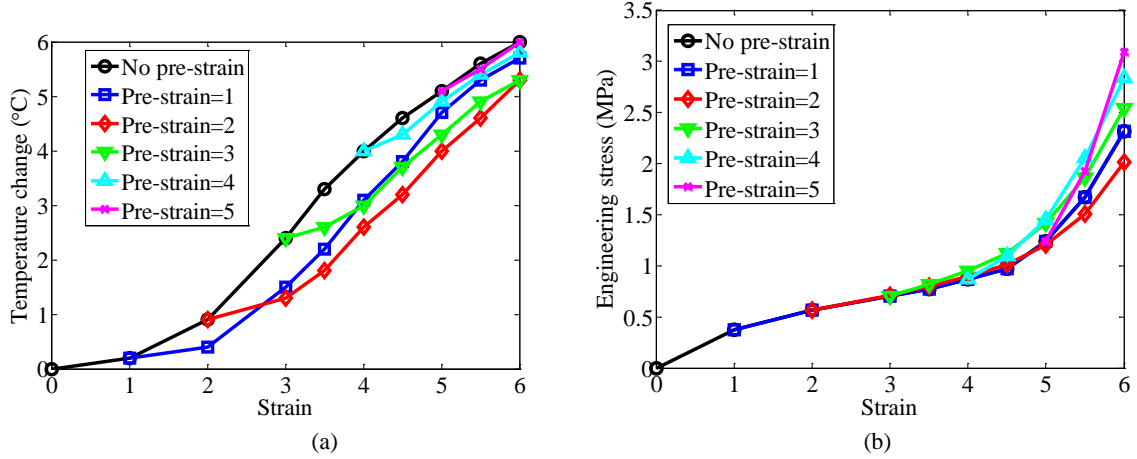 6
5
4
3
2
1
0
Temperature change (°C)
No pre-strain
Pre-strain=1
Pre-strain=2
Pre-strain=3
Pre-strain=4
Pre-strain=5
0 1 2 3 4 5 6
Strain
(a)
3.5
3
2.5
2
1.5
1
0.5
0
Engineering stress (MPa)
No pre-strain
Pre-strain=1
Pre-strain=2
Pre-strain=3
Pre-strain=4
Pre-strain=5
0 1 2 3 4 5 6
Strain
(b)